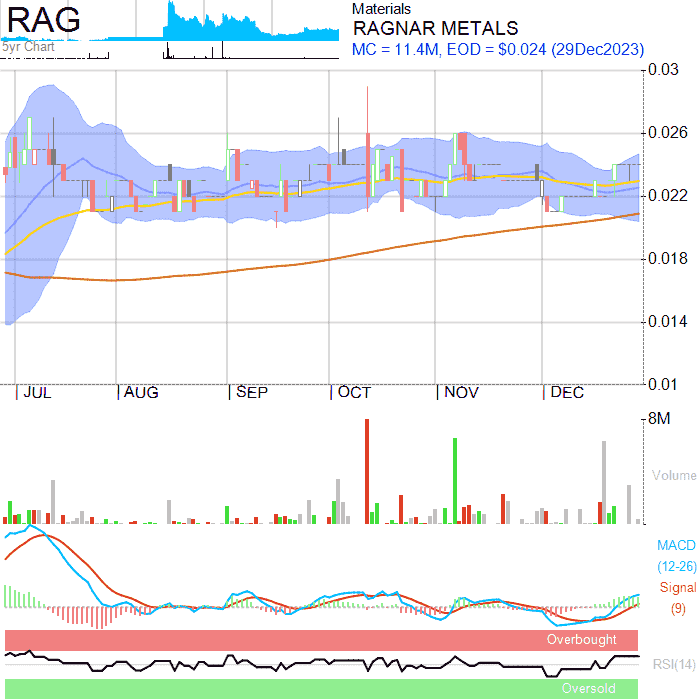 RAG
5yr Chart
Materials
RAGNAR METALS
MC = 11.4M, EOD = $0.024 (29Dec2023)
0.03
0.026
0.022
0.018
0.014
0.01
JUL AUG SEP OCT NOV DEC
8M
Volume
MACD
(12-26)
Signal
(9)
Overbought
RSI(14)
Oversold